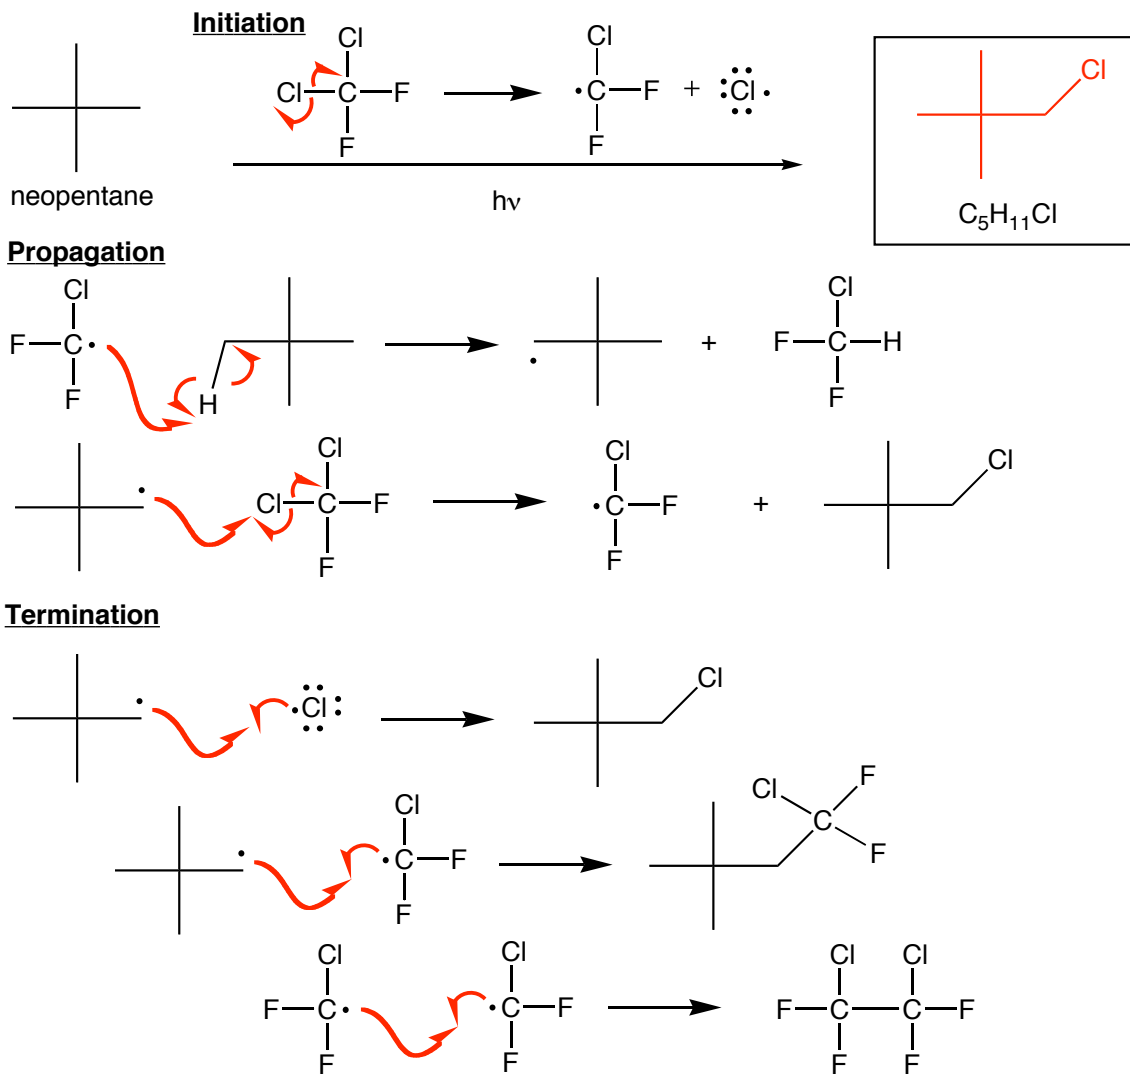 Initiation
Cl
Cl C F
F
Cl
C F + Cl
F
Cl
neopentane
hν
C5H11Cl
Propagation
Cl
F C
F
H
+
Cl
F C H
F
Cl
Cl C F
F
Cl
C F
F
+
Cl
Termination
Cl
Cl
Cl
C F
F
Cl F
C
F
Cl
F C
F
Cl
C F
F
Cl Cl
F C C F
F F